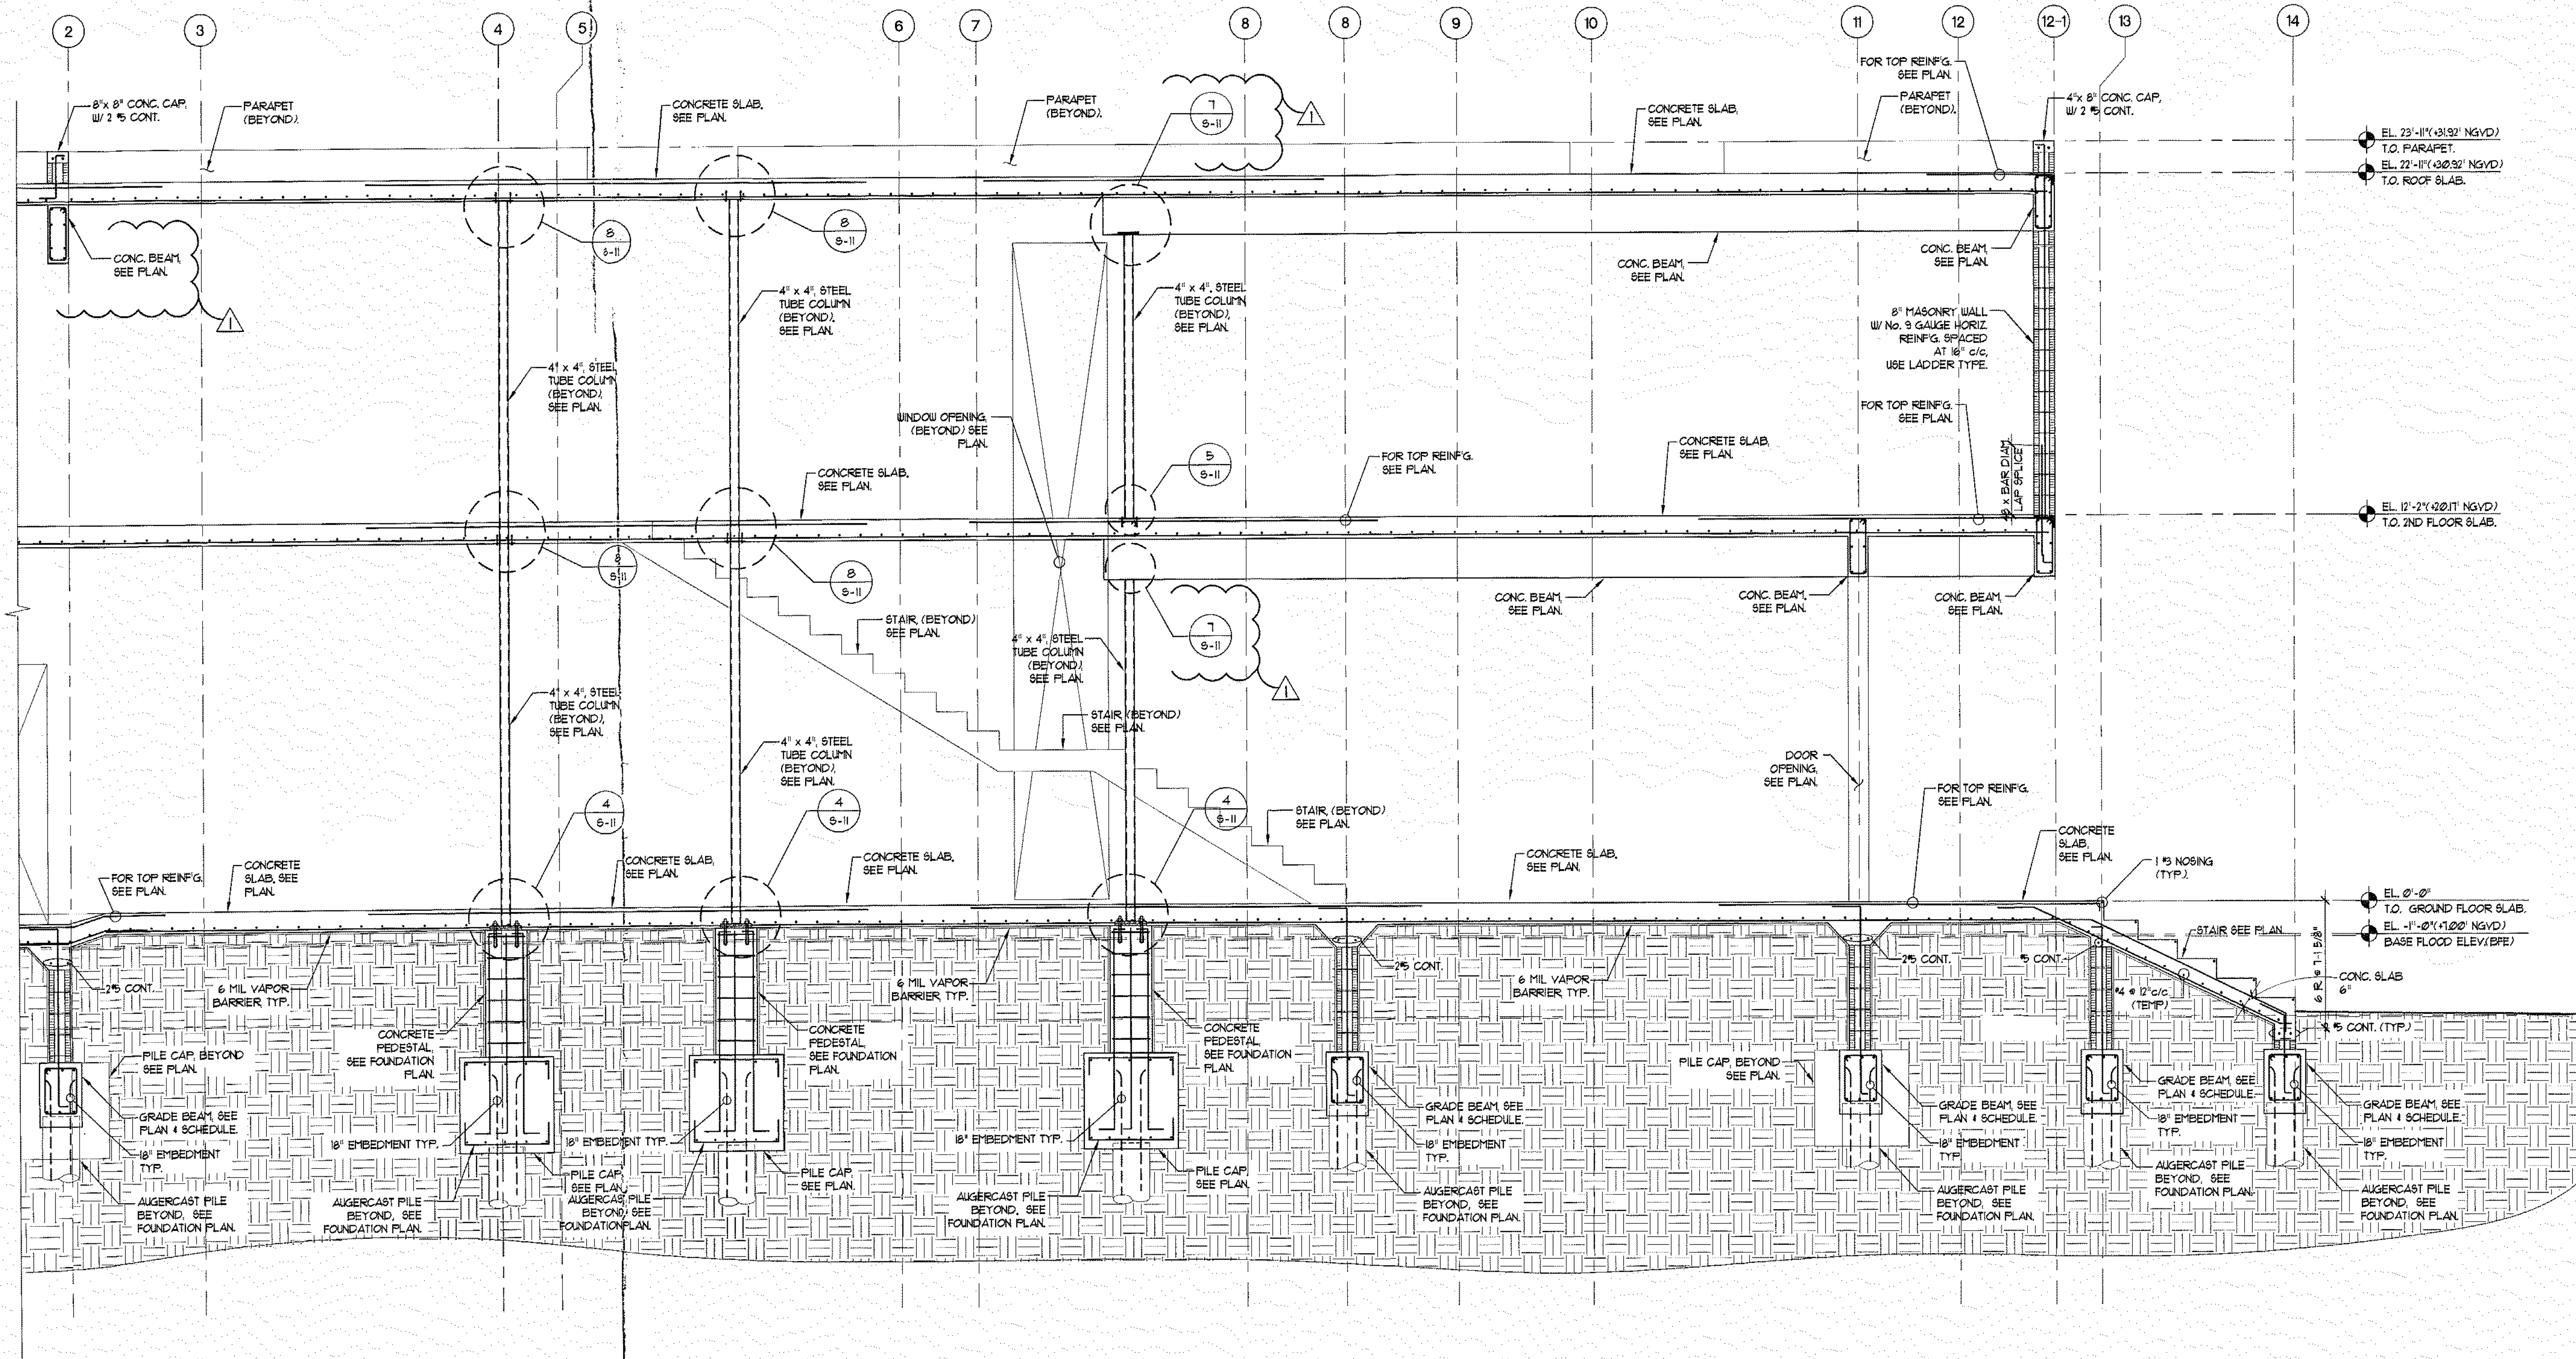 2
3
4
5
6
7
8
8
9
10
11
12
12-1
13
14
8"x 8" CONC. CAP,
W/ 2 #5 CONT.
PARAPET
(BEYOND).
CONCRETE SLAB,
SEE PLAN.
PARAPET
(BEYOND).
7
S-11
1
CONCRETE SLAB,
SEE PLAN.
FOR TOP REINF'G.
SEE PLAN.
PARAPET
(BEYOND).
4"x 8" CONC. CAP,
W/ 2 #5 CONT.
EL. 23'-11"(+31.92' NGVD)
T.O. PARAPET.
EL. 22'-11"(+30.92' NGVD)
T.O. ROOF SLAB.
8
S-11
8
S-11
CONC. BEAM,
SEE PLAN.
1
CONC. BEAM,
SEE PLAN.
CONC. BEAM,
SEE PLAN.
4" x 4", STEEL
TUBE COLUMN
(BEYOND),
SEE PLAN.
4" x 4", STEEL
TUBE COLUMN
(BEYOND),
SEE PLAN.
4" x 4", STEEL
TUBE COLUMN
(BEYOND),
SEE PLAN.
8" MASONRY WALL
W/ No. 9 GAUGE HORIZ.
REINF'G. SPACED
AT 16" c/c,
USE LADDER TYPE.
WINDOW OPENING,
(BEYOND) SEE
PLAN.
FOR TOP REINF'G.
SEE PLAN.
48 x BAR DIAM.
LAP SPLICE
CONCRETE SLAB,
SEE PLAN.
5
S-11
FOR TOP REINF'G.
SEE PLAN.
CONCRETE SLAB,
SEE PLAN.
EL. 12'-2"(+20.17' NGVD)
T.O. 2ND FLOOR SLAB.
8
S-11
8
S-11
CONC. BEAM,
SEE PLAN.
CONC. BEAM,
SEE PLAN.
CONC. BEAM,
SEE PLAN.
STAIR, (BEYOND)
SEE PLAN.
4" x 4", STEEL
TUBE COLUMN
(BEYOND),
SEE PLAN.
7
S-11
1
4" x 4", STEEL
TUBE COLUMN
(BEYOND),
SEE PLAN.
STAIR, (BEYOND)
SEE PLAN.
4" x 4", STEEL
TUBE COLUMN
(BEYOND),
SEE PLAN.
DOOR
OPENING,
SEE PLAN.
4
S-11
4
S-11
4
S-11
STAIR, (BEYOND)
SEE PLAN.
FOR TOP REINF'G.
SEE PLAN.
CONCRETE
SLAB,
SEE PLAN.
1 #3 NOSING
(TYP.).
FOR TOP REINF'G.
SEE PLAN.
CONCRETE
SLAB, SEE
PLAN.
CONCRETE SLAB,
SEE PLAN.
CONCRETE SLAB,
SEE PLAN.
CONCRETE SLAB,
SEE PLAN.
EL. 0'-0"
T.O. GROUND FLOOR SLAB.
EL. -1'-0"(+7.00' NGVD)
BASE FLOOD ELEV.(BFE)
STAIR SEE PLAN.
6 R @ 7-1 5/8"
2#5 CONT.
6 MIL VAPOR
BARRIER, TYP.
6 MIL VAPOR
BARRIER, TYP.
2#5 CONT.
6 MIL VAPOR
BARRIER, TYP.
2#5 CONT.
#5 CONT.
#4 @ 12"c/c
(TEMP)
CONC. SLAB
6"
2 #5 CONT. (TYP.)
CONCRETE
PEDESTAL,
SEE FOUNDATION
PLAN.
CONCRETE
PEDESTAL,
SEE FOUNDATION
PLAN.
CONCRETE
PEDESTAL,
SEE FOUNDATION
PLAN.
PILE CAP, BEYOND
SEE PLAN.
PILE CAP, BEYOND
SEE PLAN.
GRADE BEAM, SEE
PLAN & SCHEDULE.
18" EMBEDMENT
TYP.
AUGERCAST PILE
BEYOND, SEE
FOUNDATION PLAN.
18" EMBEDMENT TYP.
AUGERCAST PILE
BEYOND, SEE
FOUNDATION PLAN.
PILE CAP,
SEE PLAN.
18" EMBEDMENT TYP.
AUGERCAST PILE
BEYOND, SEE
FOUNDATION PLAN.
PILE CAP,
SEE PLAN.
18" EMBEDMENT TYP.
AUGERCAST PILE
BEYOND, SEE
FOUNDATION PLAN.
PILE CAP,
SEE PLAN.
GRADE BEAM, SEE
PLAN & SCHEDULE.
18" EMBEDMENT
TYP.
AUGERCAST PILE
BEYOND, SEE
FOUNDATION PLAN.
GRADE BEAM, SEE
PLAN & SCHEDULE.
18" EMBEDMENT
TYP.
AUGERCAST PILE
BEYOND, SEE
FOUNDATION PLAN.
GRADE BEAM, SEE
PLAN & SCHEDULE.
18" EMBEDMENT
TYP.
AUGERCAST PILE
BEYOND, SEE
FOUNDATION PLAN.
GRADE BEAM, SEE
PLAN & SCHEDULE.
18" EMBEDMENT
TYP.
AUGERCAST PILE
BEYOND, SEE
FOUNDATION PLAN.